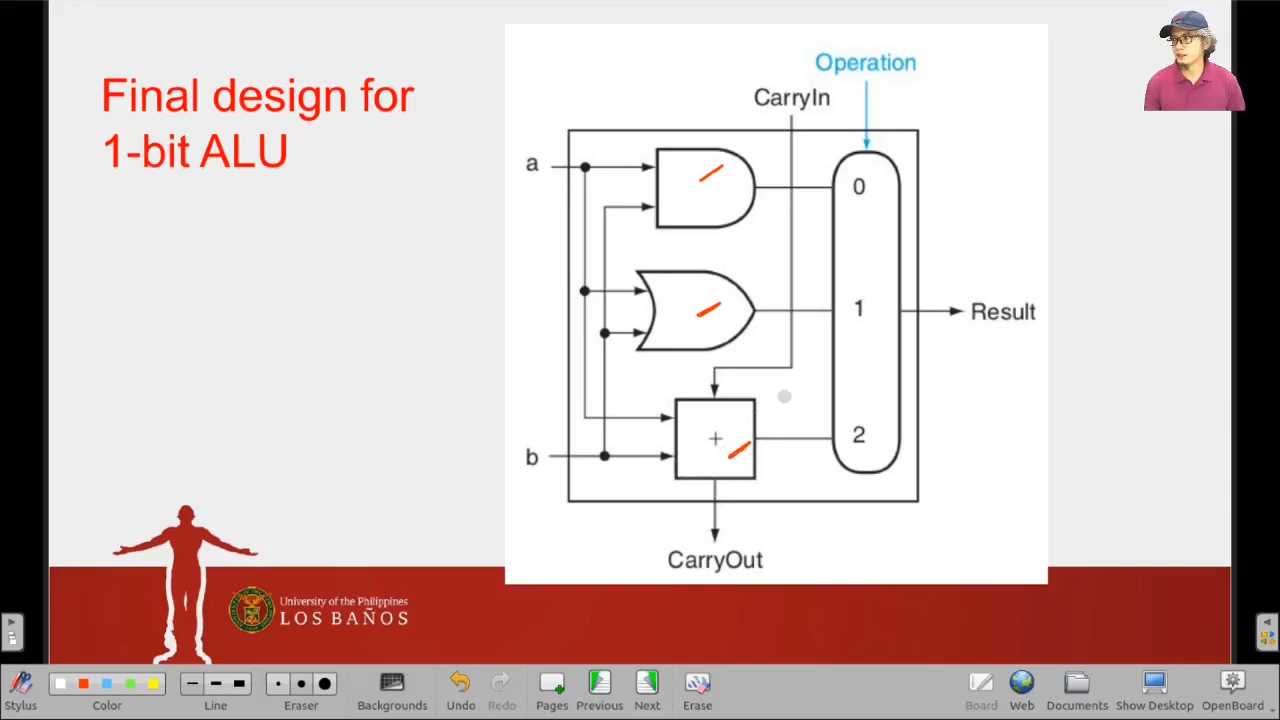 Final design for
1-bit ALU
Operation
CarryIn
a
0
1
Result
+
2
b
CarryOut
University of the Philippines
LOS BAÑOS
Stylus
Color
Line
Eraser
Backgrounds
Undo
Redo
Pages
Previous
Next
Erase
Board
Web
Documents
Show Desktop
OpenBoard